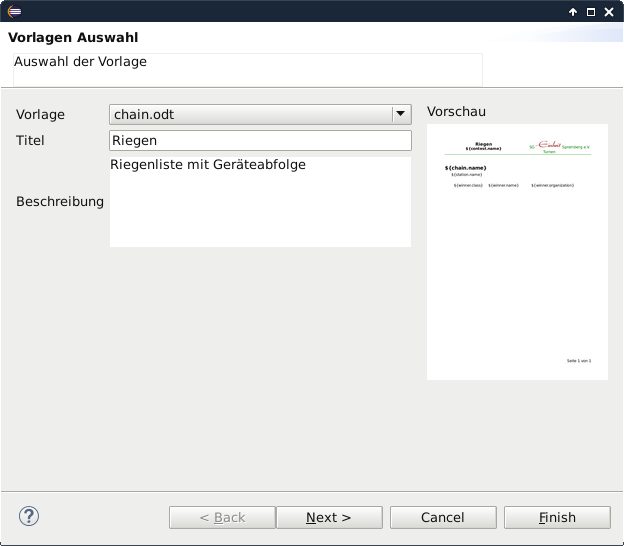 Vorlagen Auswahl
Auswahl der Vorlage
Vorlage
chain.odt
Titel
Riegen
Beschreibung
Riegenliste mit Geräteabfolge
Vorschau
Riegen
${contest.name}
SG Einheit Spremberg e.V.
Turnen
${chain.name}
${station.name}
${winner.class} ${winner.name} ${winner.organization}
Seite 1 von 1
< Back
Next >
Cancel
Finish